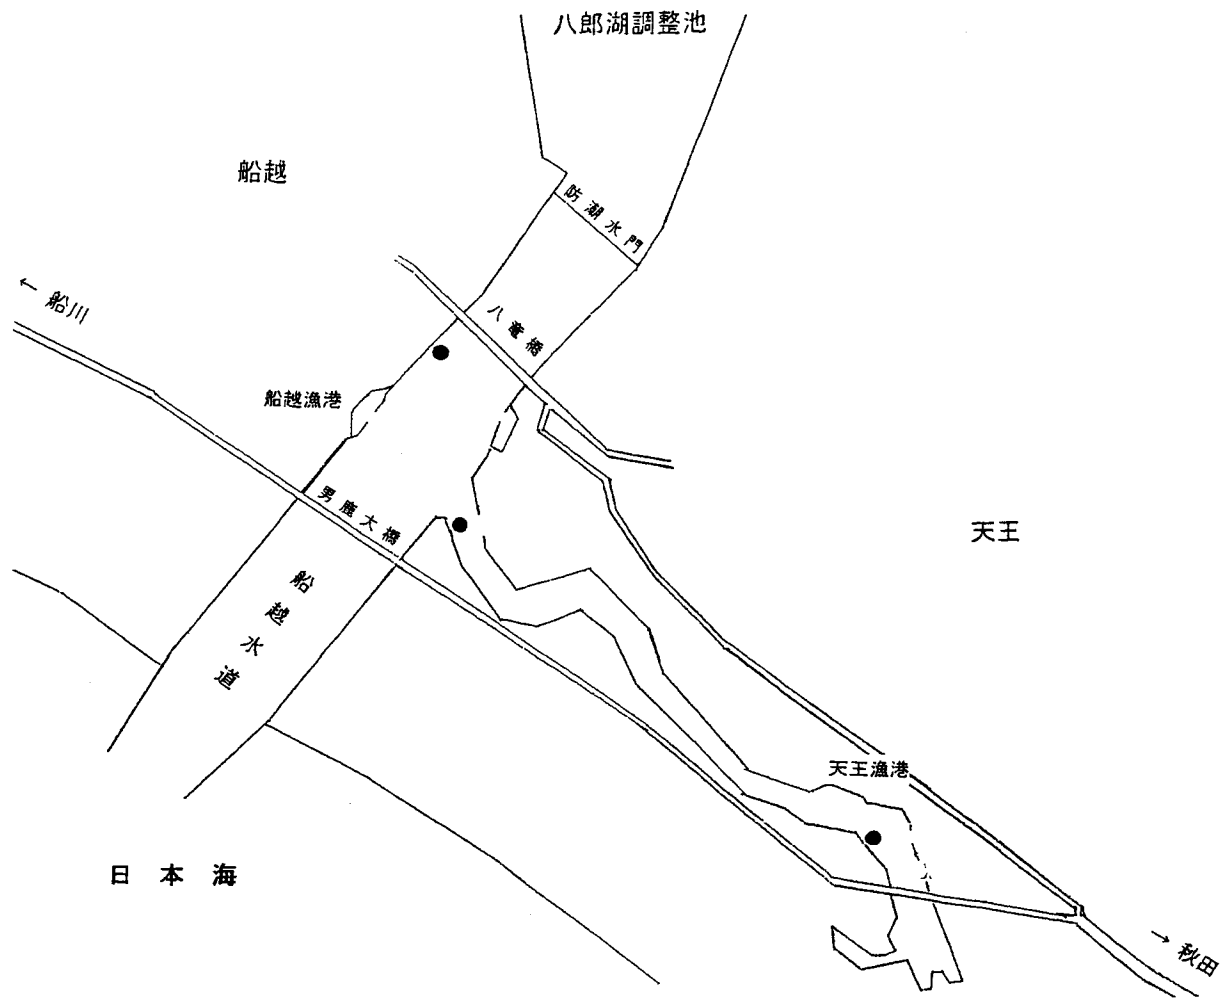 八郎湖調整池
船越
防潮水門
← 船川
八竜橋
船越漁港
男鹿大橋
天王
船越水道
天王漁港
日本海
→ 秋田